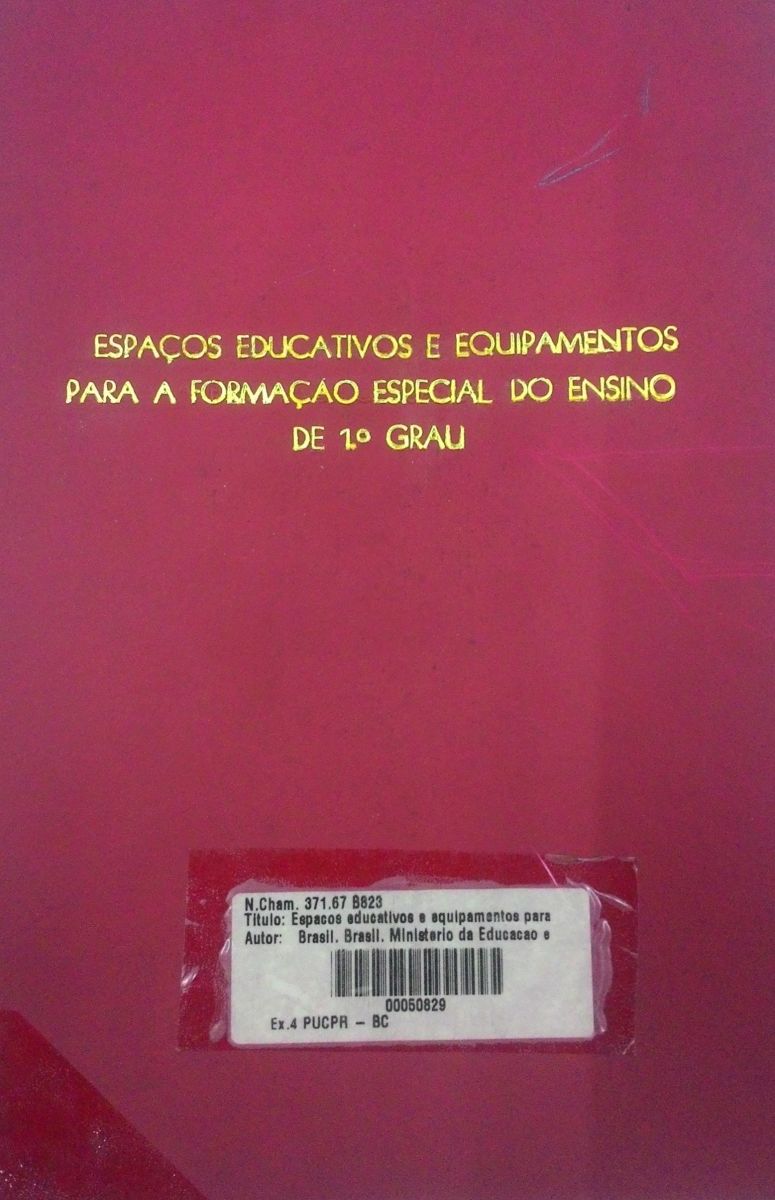 ESPAÇOS EDUCATIVOS E EQUIPAMENTOS
PARA A FORMAÇÃO ESPECIAL DO ENSINO
DE 1.º GRAU
N.Cham. 371.67 B823
Título: Espacos educativos e equipamentos para
Autor: Brasil. Brasil. Ministerio da Educacao e
00050829
Ex.4 PUCPR - BC